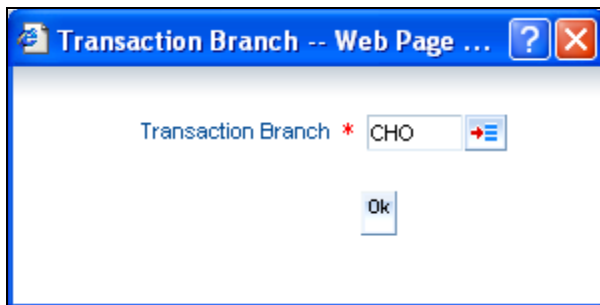 Transaction Branch -- Web Page ...
Transaction Branch * CHO
Ok